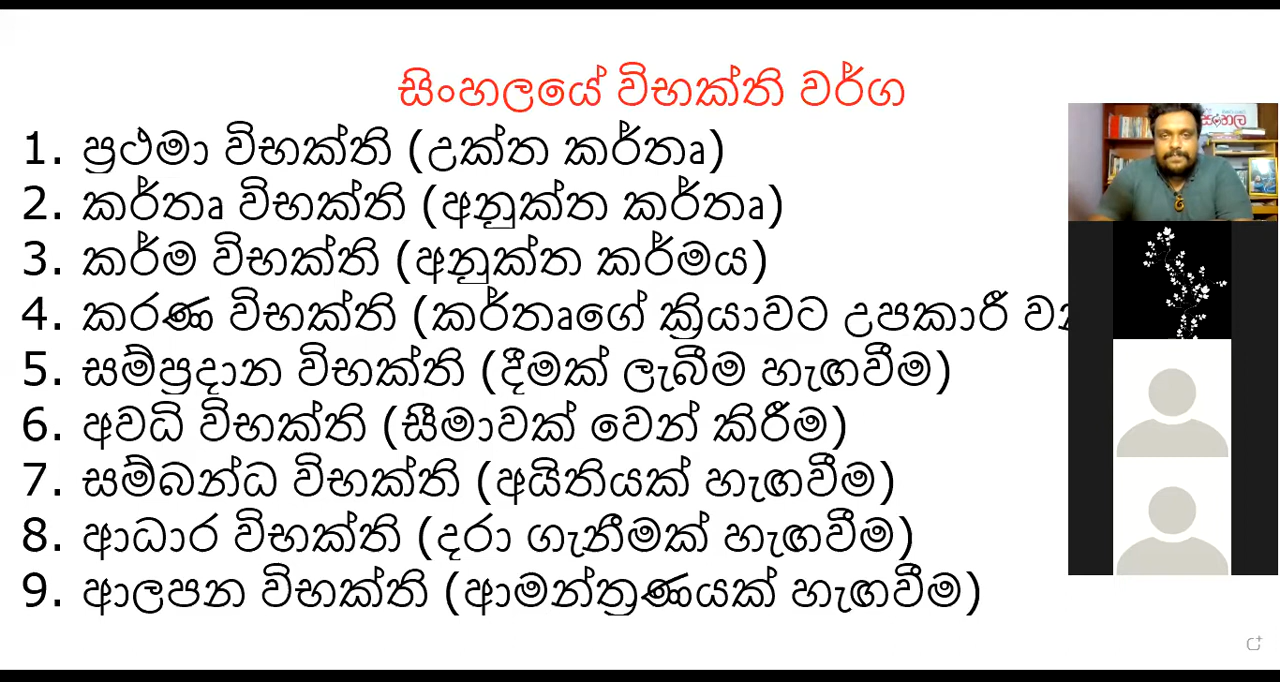 සිංහලයේ විභක්ති වර්ග
1. ප්‍රථමා විභක්ති (උක්ත කර්තෘ)
2. කර්තෘ විභක්ති (අනුක්ත කර්තෘ)
3. කර්ම විභක්ති (අනුක්ත කර්මය)
4. කරණ විභක්ති (කර්තෘගේ ක්‍රියාවට උපකාරී
5. සම්ප්‍රදාන විභක්ති (දීමක් ලැබීම හැඟවීම)
6. අවධි විභක්ති (සීමාවක් වෙන් කිරීම)
7. සම්බන්ධ විභක්ති (අයිතියක් හැඟවීම)
8. ආධාර විභක්ති (දරා ගැනීමක් හැඟවීම)
9. ආලපන විභක්ති (ආමන්ත්‍රණයක් හැඟවීම)